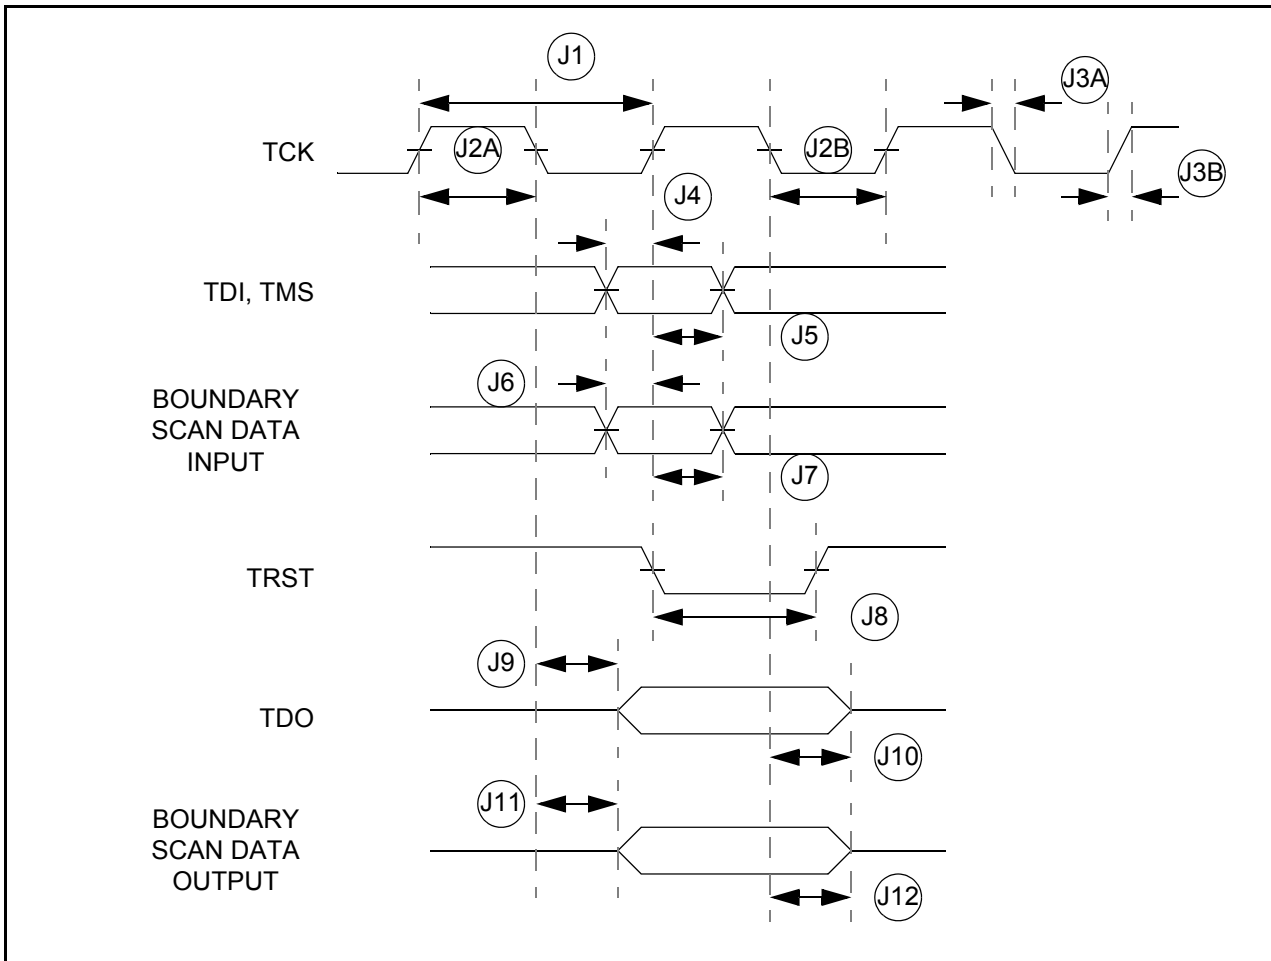 J1
J3A
TCK
J2A
J2B
J3B
J4
TDI, TMS
J5
J6
BOUNDARY
SCAN DATA
INPUT
J7
TRST
J8
J9
TDO
J10
J11
BOUNDARY
SCAN DATA
OUTPUT
J12